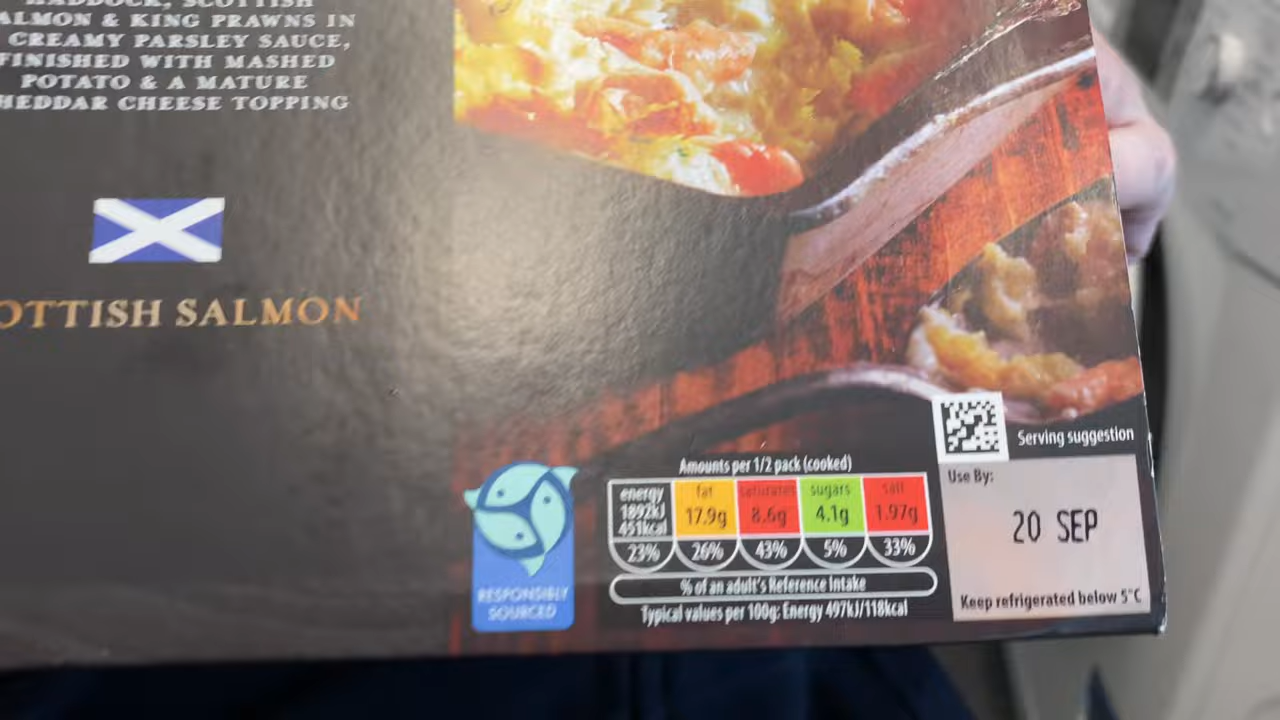 HADDOCK, SCOTTISH
ALMON & KING PRAWNS IN
CREAMY PARSLEY SAUCE,
FINISHED WITH MASHED
POTATO & A MATURE
HEDDAR CHEESE TOPPING
OTTISH SALMON
RESPONSIBLY
SOURCED
Amounts per 1/2 pack (cooked)
energy
1892kJ
451kcal
23%
fat
17.9g
26%
saturates
8.6g
43%
sugars
4.1g
5%
salt
1.97g
33%
% of an adult's Reference Intake
Typical values per 100g: Energy 497kJ/118kcal
Serving suggestion
Use By:
20 SEP
Keep refrigerated below 5°C